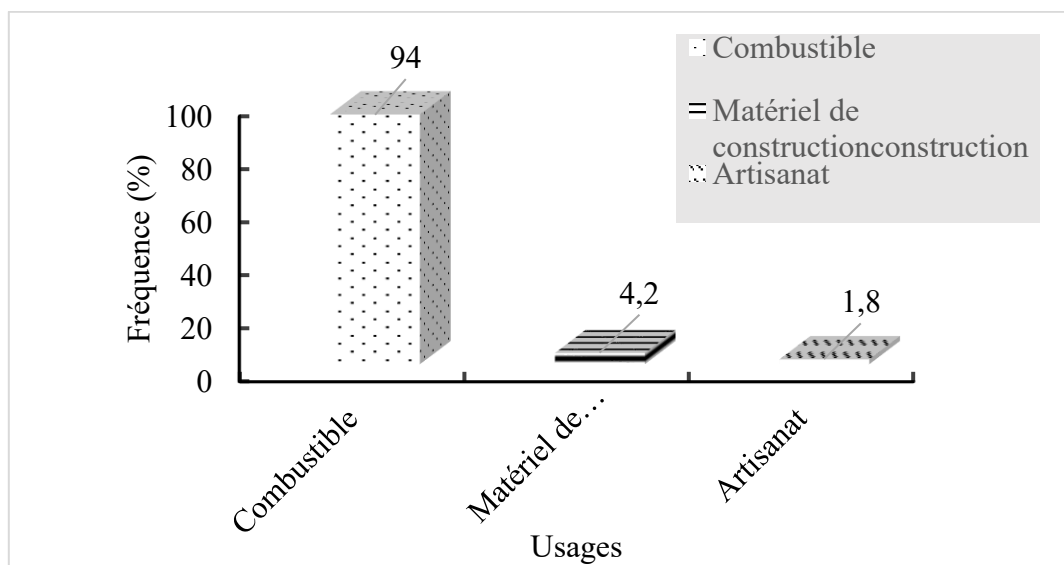 94
Combustible
Matériel de
constructionconstruction
Artisanat
Fréquence (%)
100
80
60
40
20
0
4,2
1,8
Combustible
Matériel de…
Artisanat
Usages